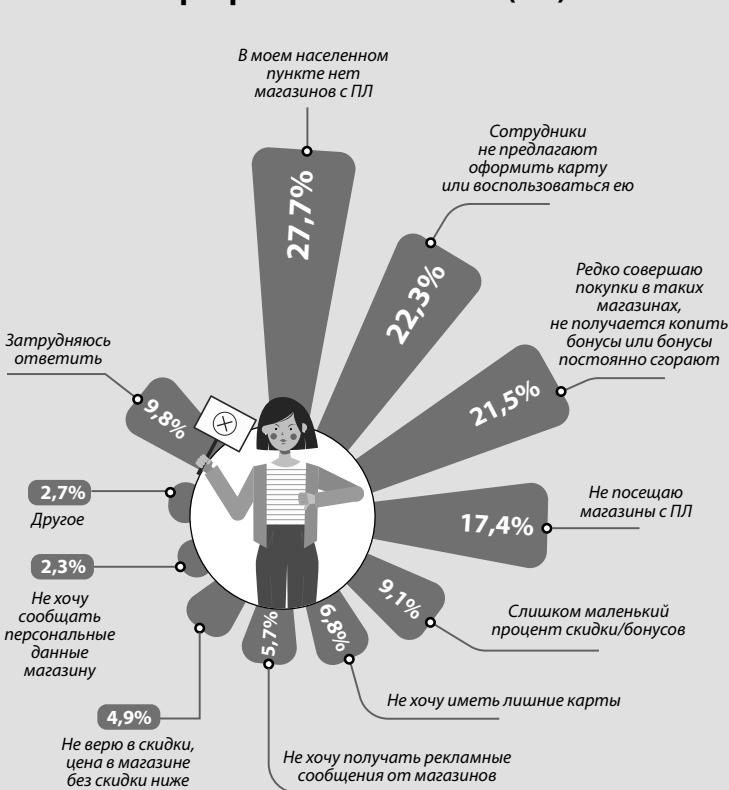 В моем населенном
пункте нет
магазинов с ПЛ
27,7%
Сотрудники
не предлагают
оформить карту
или воспользоваться ею
22,3%
Редко совершаю
покупки в таких
магазинах,
не получается копить
бонусы или бонусы
постоянно сгорают
21,5%
Не посещаю
магазины с ПЛ
17,4%
Слишком маленький
процент скидки/бонусов
9,1%
Не хочу иметь лишние карты
6,8%
Не хочу получать рекламные
сообщения от магазинов
5,7%
4,9%
Не верю в скидки,
цена в магазине
без скидки ниже
2,3%
Не хочу
сообщать
персональные
данные
магазину
2,7%
Другое
Затрудняюсь
ответить
9,8%